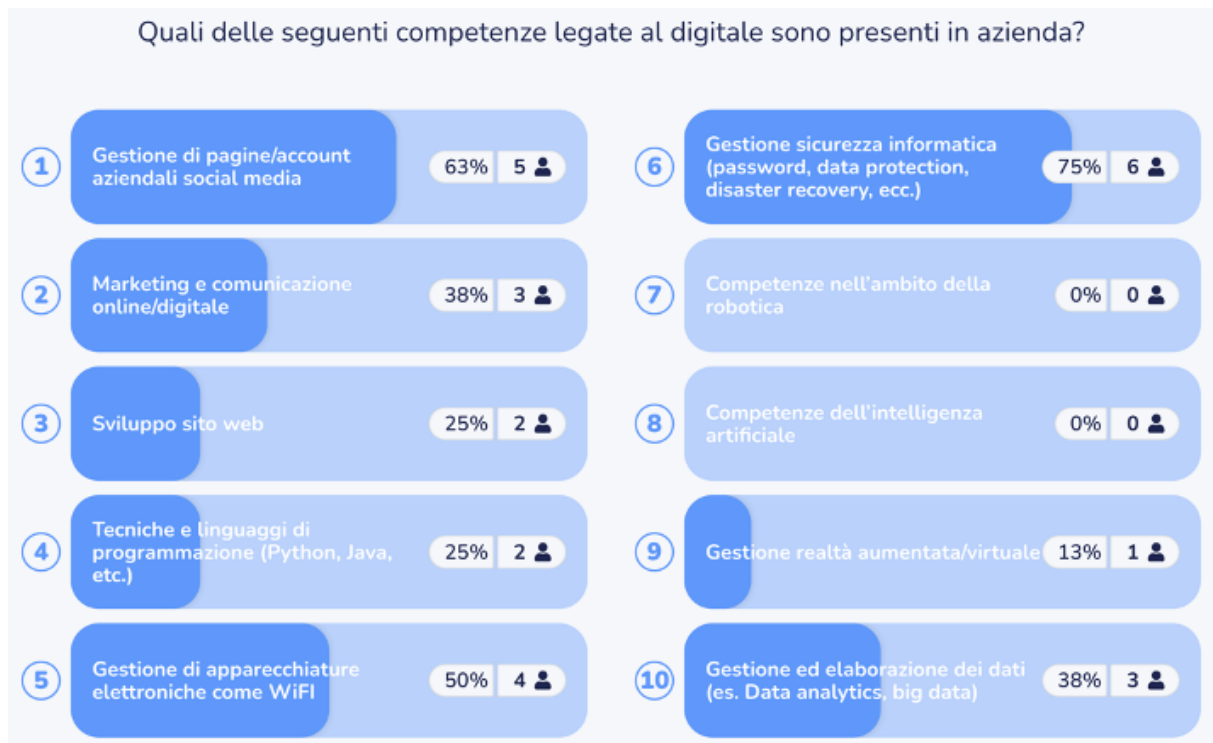 Quali delle seguenti competenze legate al digitale sono presenti in azienda?
1
Gestione di pagine/account
aziendali social media
63% 5
2
Marketing e comunicazione
online/digitale
38% 3
3
Sviluppo sito web
25% 2
4
Tecniche e linguaggi di
programmazione (Python, Java,
etc.)
25% 2
5
Gestione di apparecchiature
elettroniche come WiFI
50% 4
6
Gestione sicurezza informatica
(password, data protection,
disaster recovery, ecc.)
75% 6
7
Competenze nell'ambito della
robotica
0% 0
8
Competenze dell'intelligenza
artificiale
0% 0
9
Gestione realtà aumentata/virtuale
13% 1
10
Gestione ed elaborazione dei dati
(es. Data analytics, big data)
38% 3